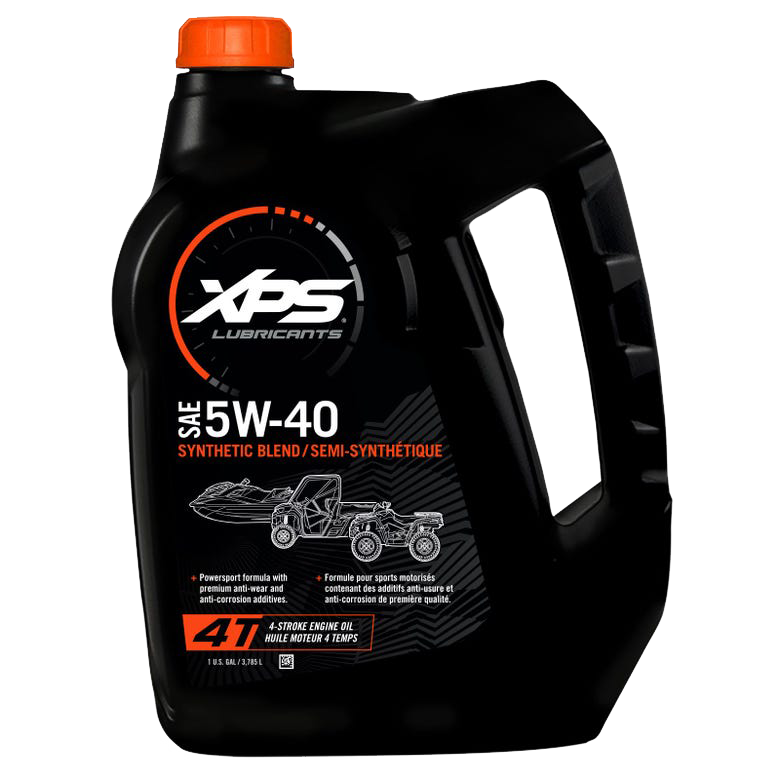 XPS
LUBRICANTS
SAE 5W-40
SYNTHETIC BLEND/SEMI-SYNTHÉTIQUE
+ Powersport formula with
premium anti-wear and
anti-corrosion additives.
+ Formule pour sports motorisés
contenant des additifs anti-usure et
anti-corrosion de première qualité.
4T
4-STROKE ENGINE OIL
HUILE MOTEUR 4 TEMPS
1 U.S. GAL / 3,785 L